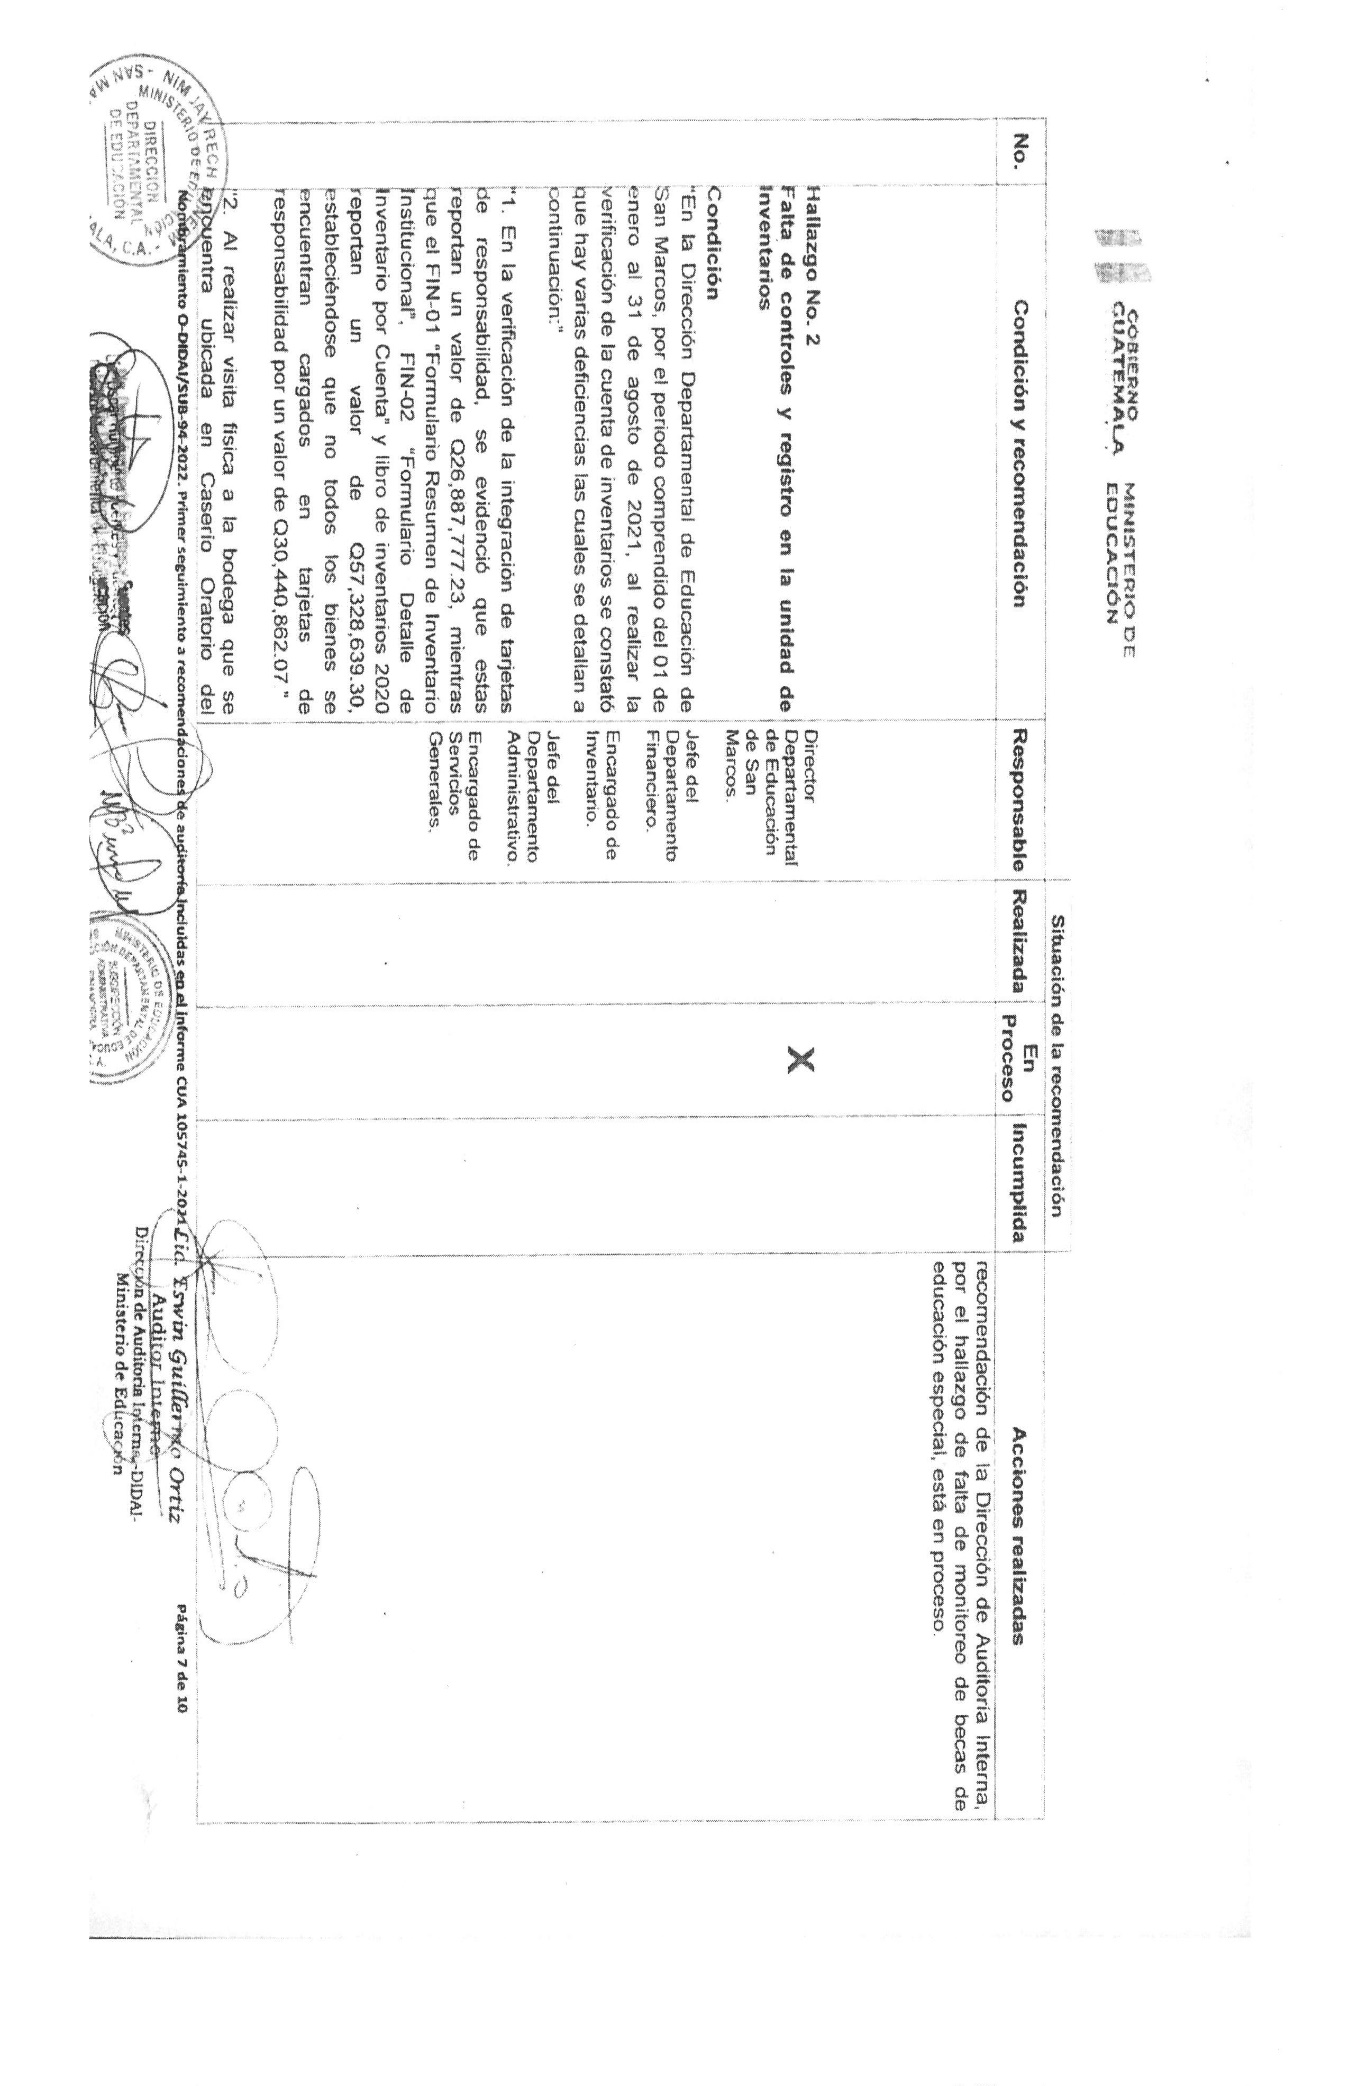 GOBIERNO
GUATEMALA
MINISTERIO DE
EDUCACIÓN
No.
Condición y recomendación
Responsable
Situación de la recomendación
Realizada
En
Proceso
Incumplida
Acciones realizadas
recomendación de la Dirección de Auditoría Interna,
por el hallazgo de falta de monitoreo de becas de
educación especial, está en proceso.
Hallazgo No. 2
Falta de controles y registro en la unidad de
Inventarios
Condición
"En la Dirección Departamental de Educación de
San Marcos, por el periodo comprendido del 01 de
enero al 31 de agosto de 2021, al realizar la
verificación de la cuenta de inventarios se constató
que hay varias deficiencias las cuales se detallan a
continuación:"
"1. En la verificación de la integración de tarjetas
de responsabilidad, se evidenció que estas
reportan un valor de Q26,887,777.23, mientras
que el FIN-01 "Formulario Resumen de Inventario
Institucional", FIN-02 "Formulario Detalle de
Inventario por Cuenta" y libro de inventarios 2020
reportan un valor de Q57,328,639.30,
estableciéndose que no todos los bienes se
encuentran cargados en tarjetas de
responsabilidad por un valor de Q30,440,862.07."
"2. Al realizar visita física a la bodega que se
encuentra ubicada en Caserío Oratorio del
Director
Departamental
de Educación
de San
Marcos.
Jefe del
Departamento
Financiero.
Encargado de
Inventario.
Jefe del
Departamento
Administrativo.
Encargado de
Servicios
Generales.
X
Nombramiento O-DIDAI/SUB-94-2022. Primer seguimiento a recomendaciones de auditoría incluidas en el informe CUA 105745-1-2021
Página 7 de 10
Lid. Eswin Guillermo Ortiz
Auditor Interno
Dirección de Auditoria Interna -DIDAI-
Ministerio de Educación
MINISTERIO DE
DIRECCION
DEPARTAMENTAL
DE EDUCACION
MINISTERIO DE EDUCACIÓN